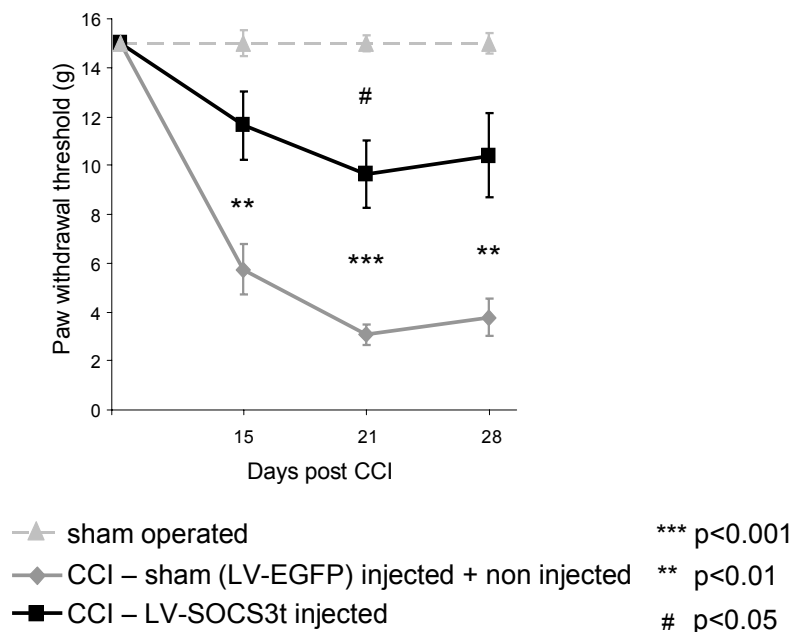 Paw withdrawal threshold (g)
16
14
12
10
8
6
4
2
0
#
**
***
**
15
21
28
Days post CCI
sham operated
*** p<0.001
CCI – sham (LV-EGFP) injected + non injected
** p<0.01
CCI – LV-SOCS3t injected
# p<0.05